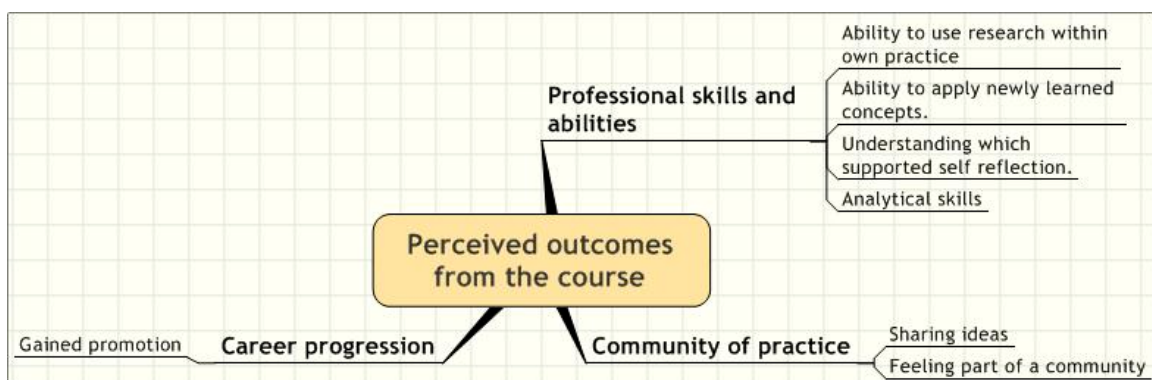 Perceived outcomes
from the course
Professional skills and
abilities
Ability to use research within
own practice
Ability to apply newly learned
concepts.
Understanding which
supported self reflection.
Analytical skills
Community of practice
Sharing ideas
Feeling part of a community
Career progression
Gained promotion